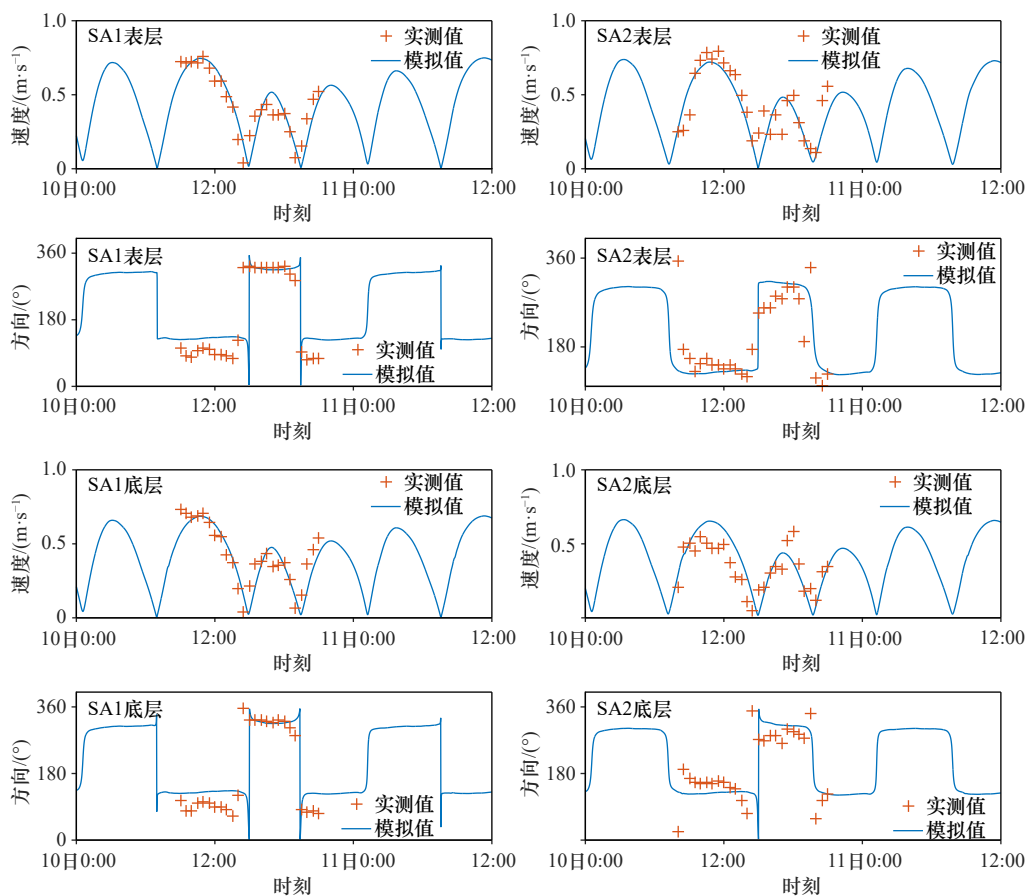 1.0
SA1表层
实测值
模拟值
速度/(m·s⁻¹)
0.5
0
10日0:00
12:00
11日0:00
12:00
时刻
1.0
SA2表层
实测值
模拟值
速度/(m·s⁻¹)
0.5
0
10日0:00
12:00
11日0:00
12:00
时刻
360
SA1表层
方向/(°)
180
实测值
模拟值
0
10日0:00
12:00
11日0:00
12:00
时刻
360
SA2表层
实测值
模拟值
方向/(°)
180
10日0:00
12:00
11日0:00
12:00
时刻
1.0
SA1底层
实测值
模拟值
速度/(m·s⁻¹)
0.5
0
10日0:00
12:00
11日0:00
12:00
时刻
1.0
SA2底层
实测值
模拟值
速度/(m·s⁻¹)
0.5
0
10日0:00
12:00
11日0:00
12:00
时刻
360
SA1底层
方向/(°)
180
实测值
模拟值
0
10日0:00
12:00
11日0:00
12:00
时刻
360
SA2底层
方向/(°)
180
实测值
模拟值
10日0:00
12:00
11日0:00
12:00
时刻